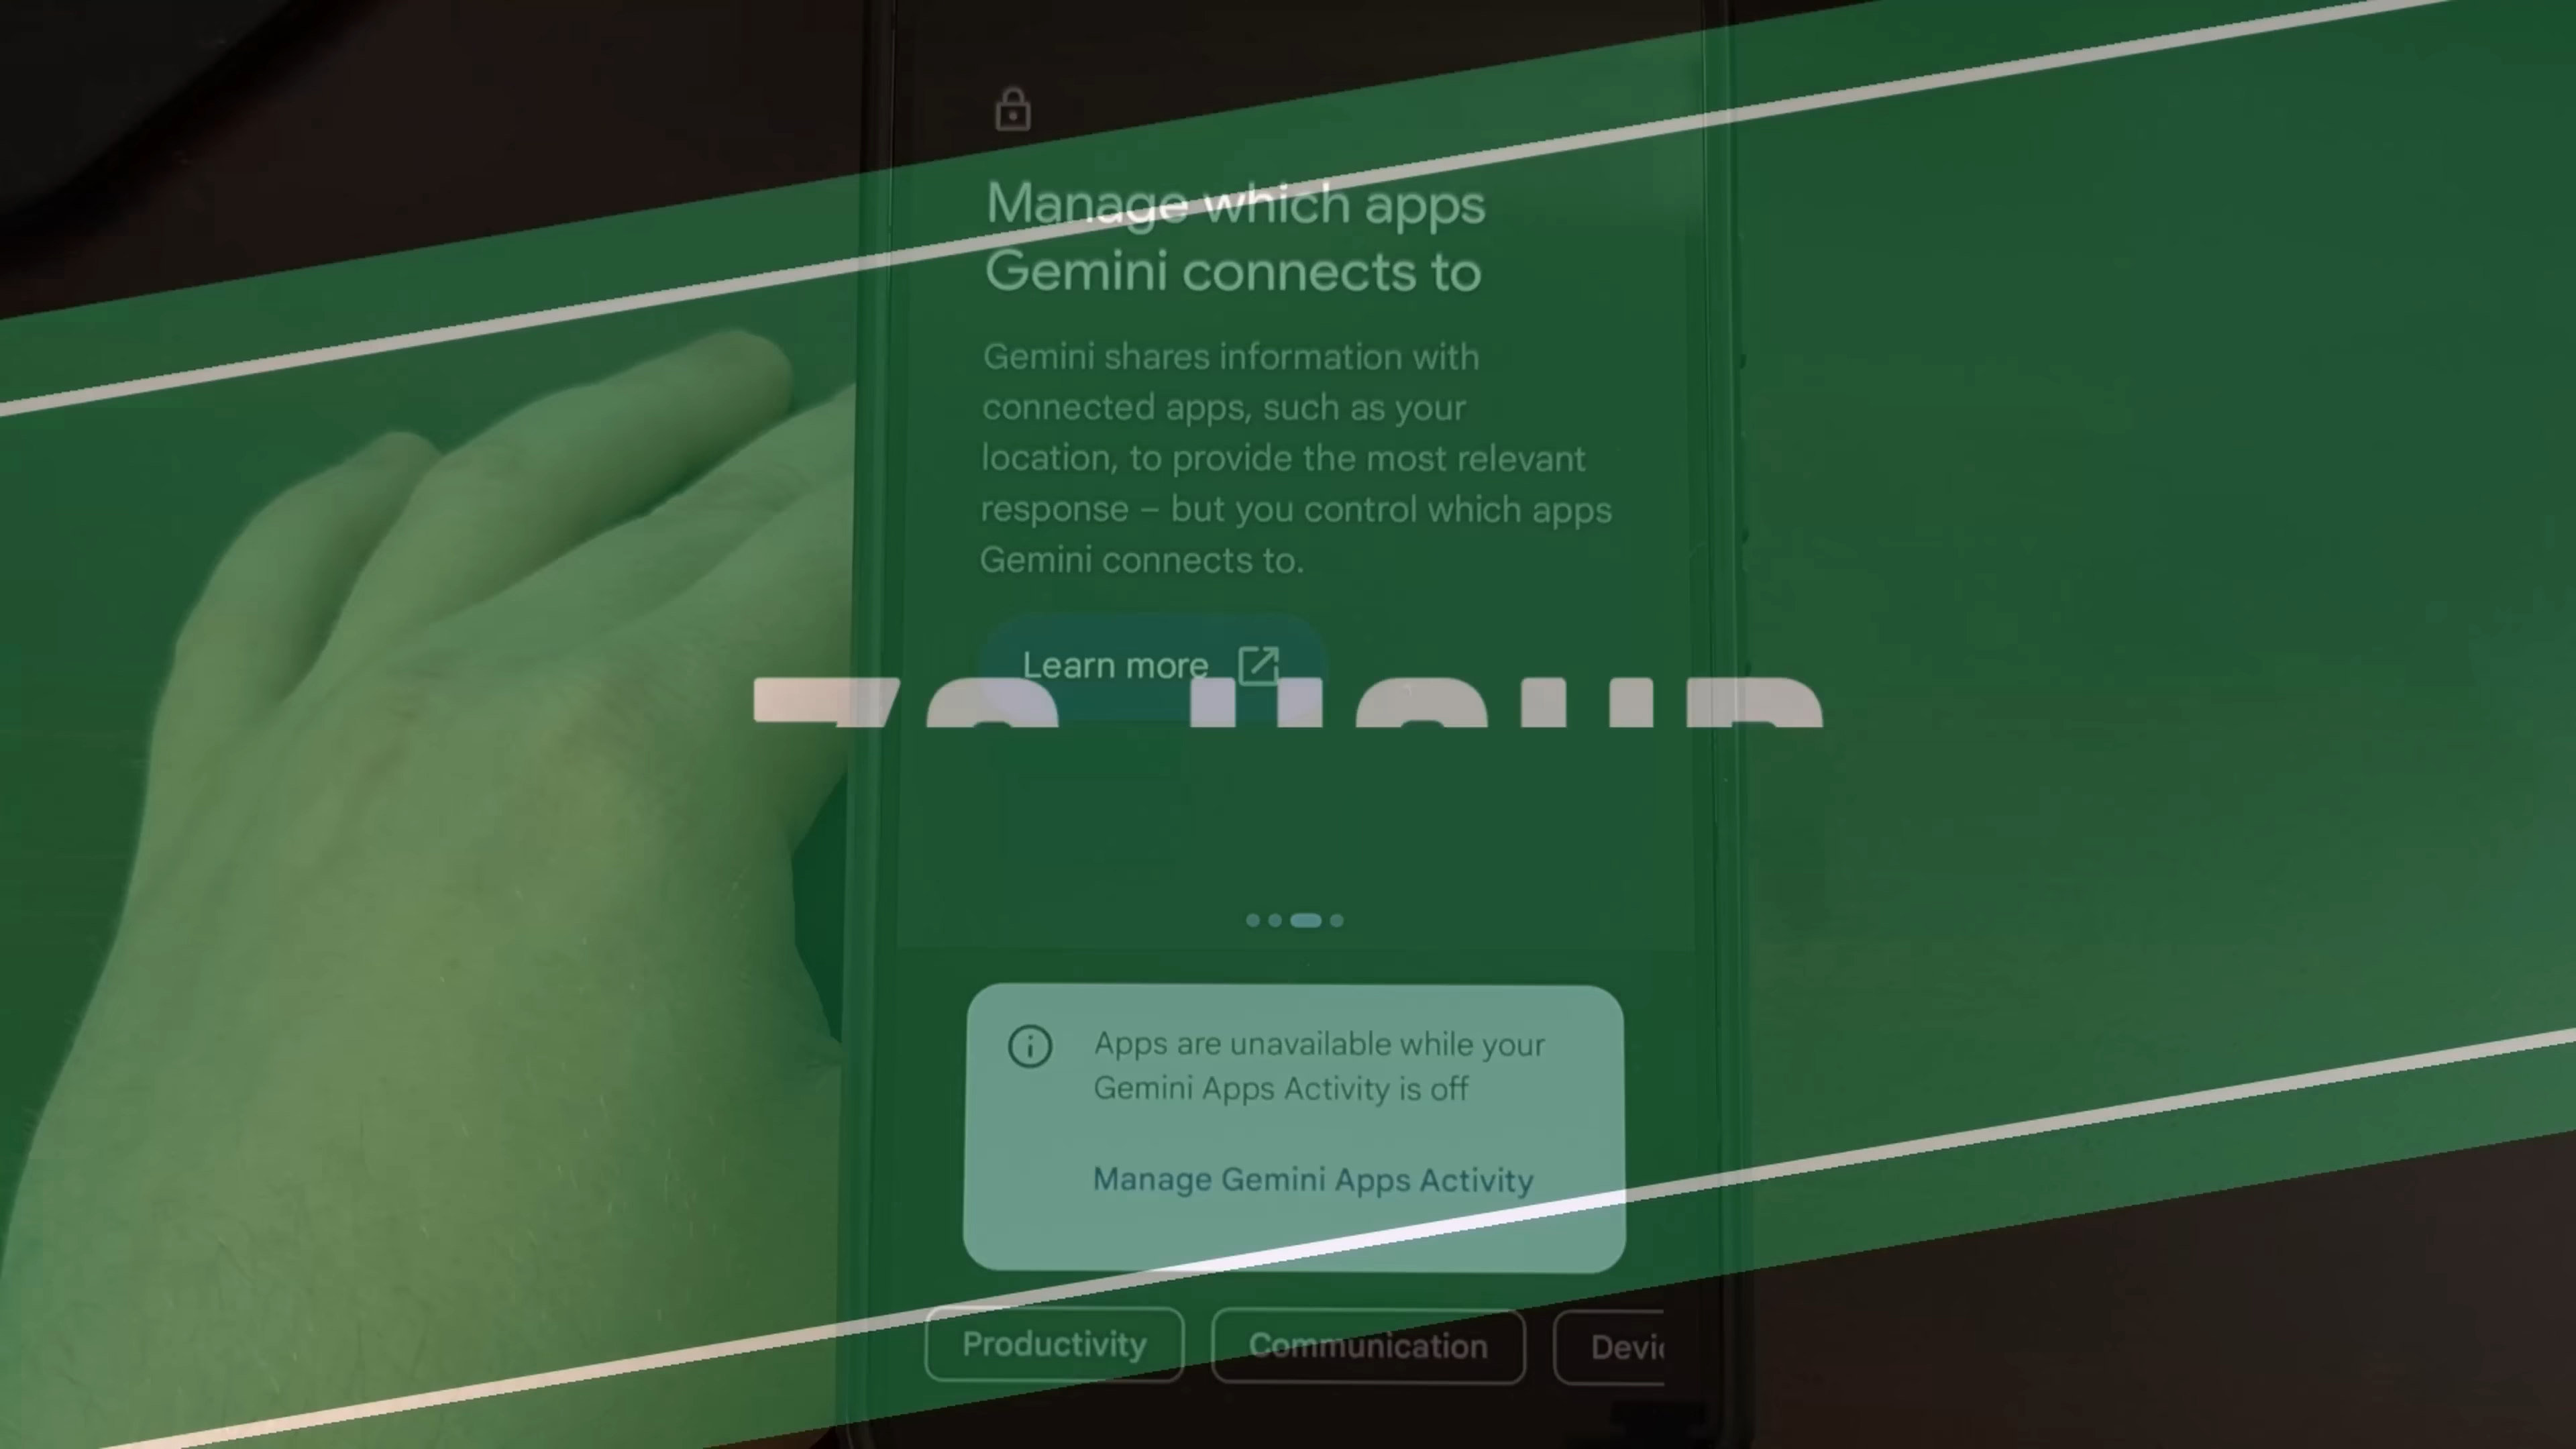 Manage which apps
Gemini connects to
Gemini shares information with
connected apps, such as your
location, to provide the most relevant
response – but you control which apps
Gemini connects to.
Learn more
Apps are unavailable while your
Gemini Apps Activity is off
Manage Gemini Apps Activity
Productivity
Communication